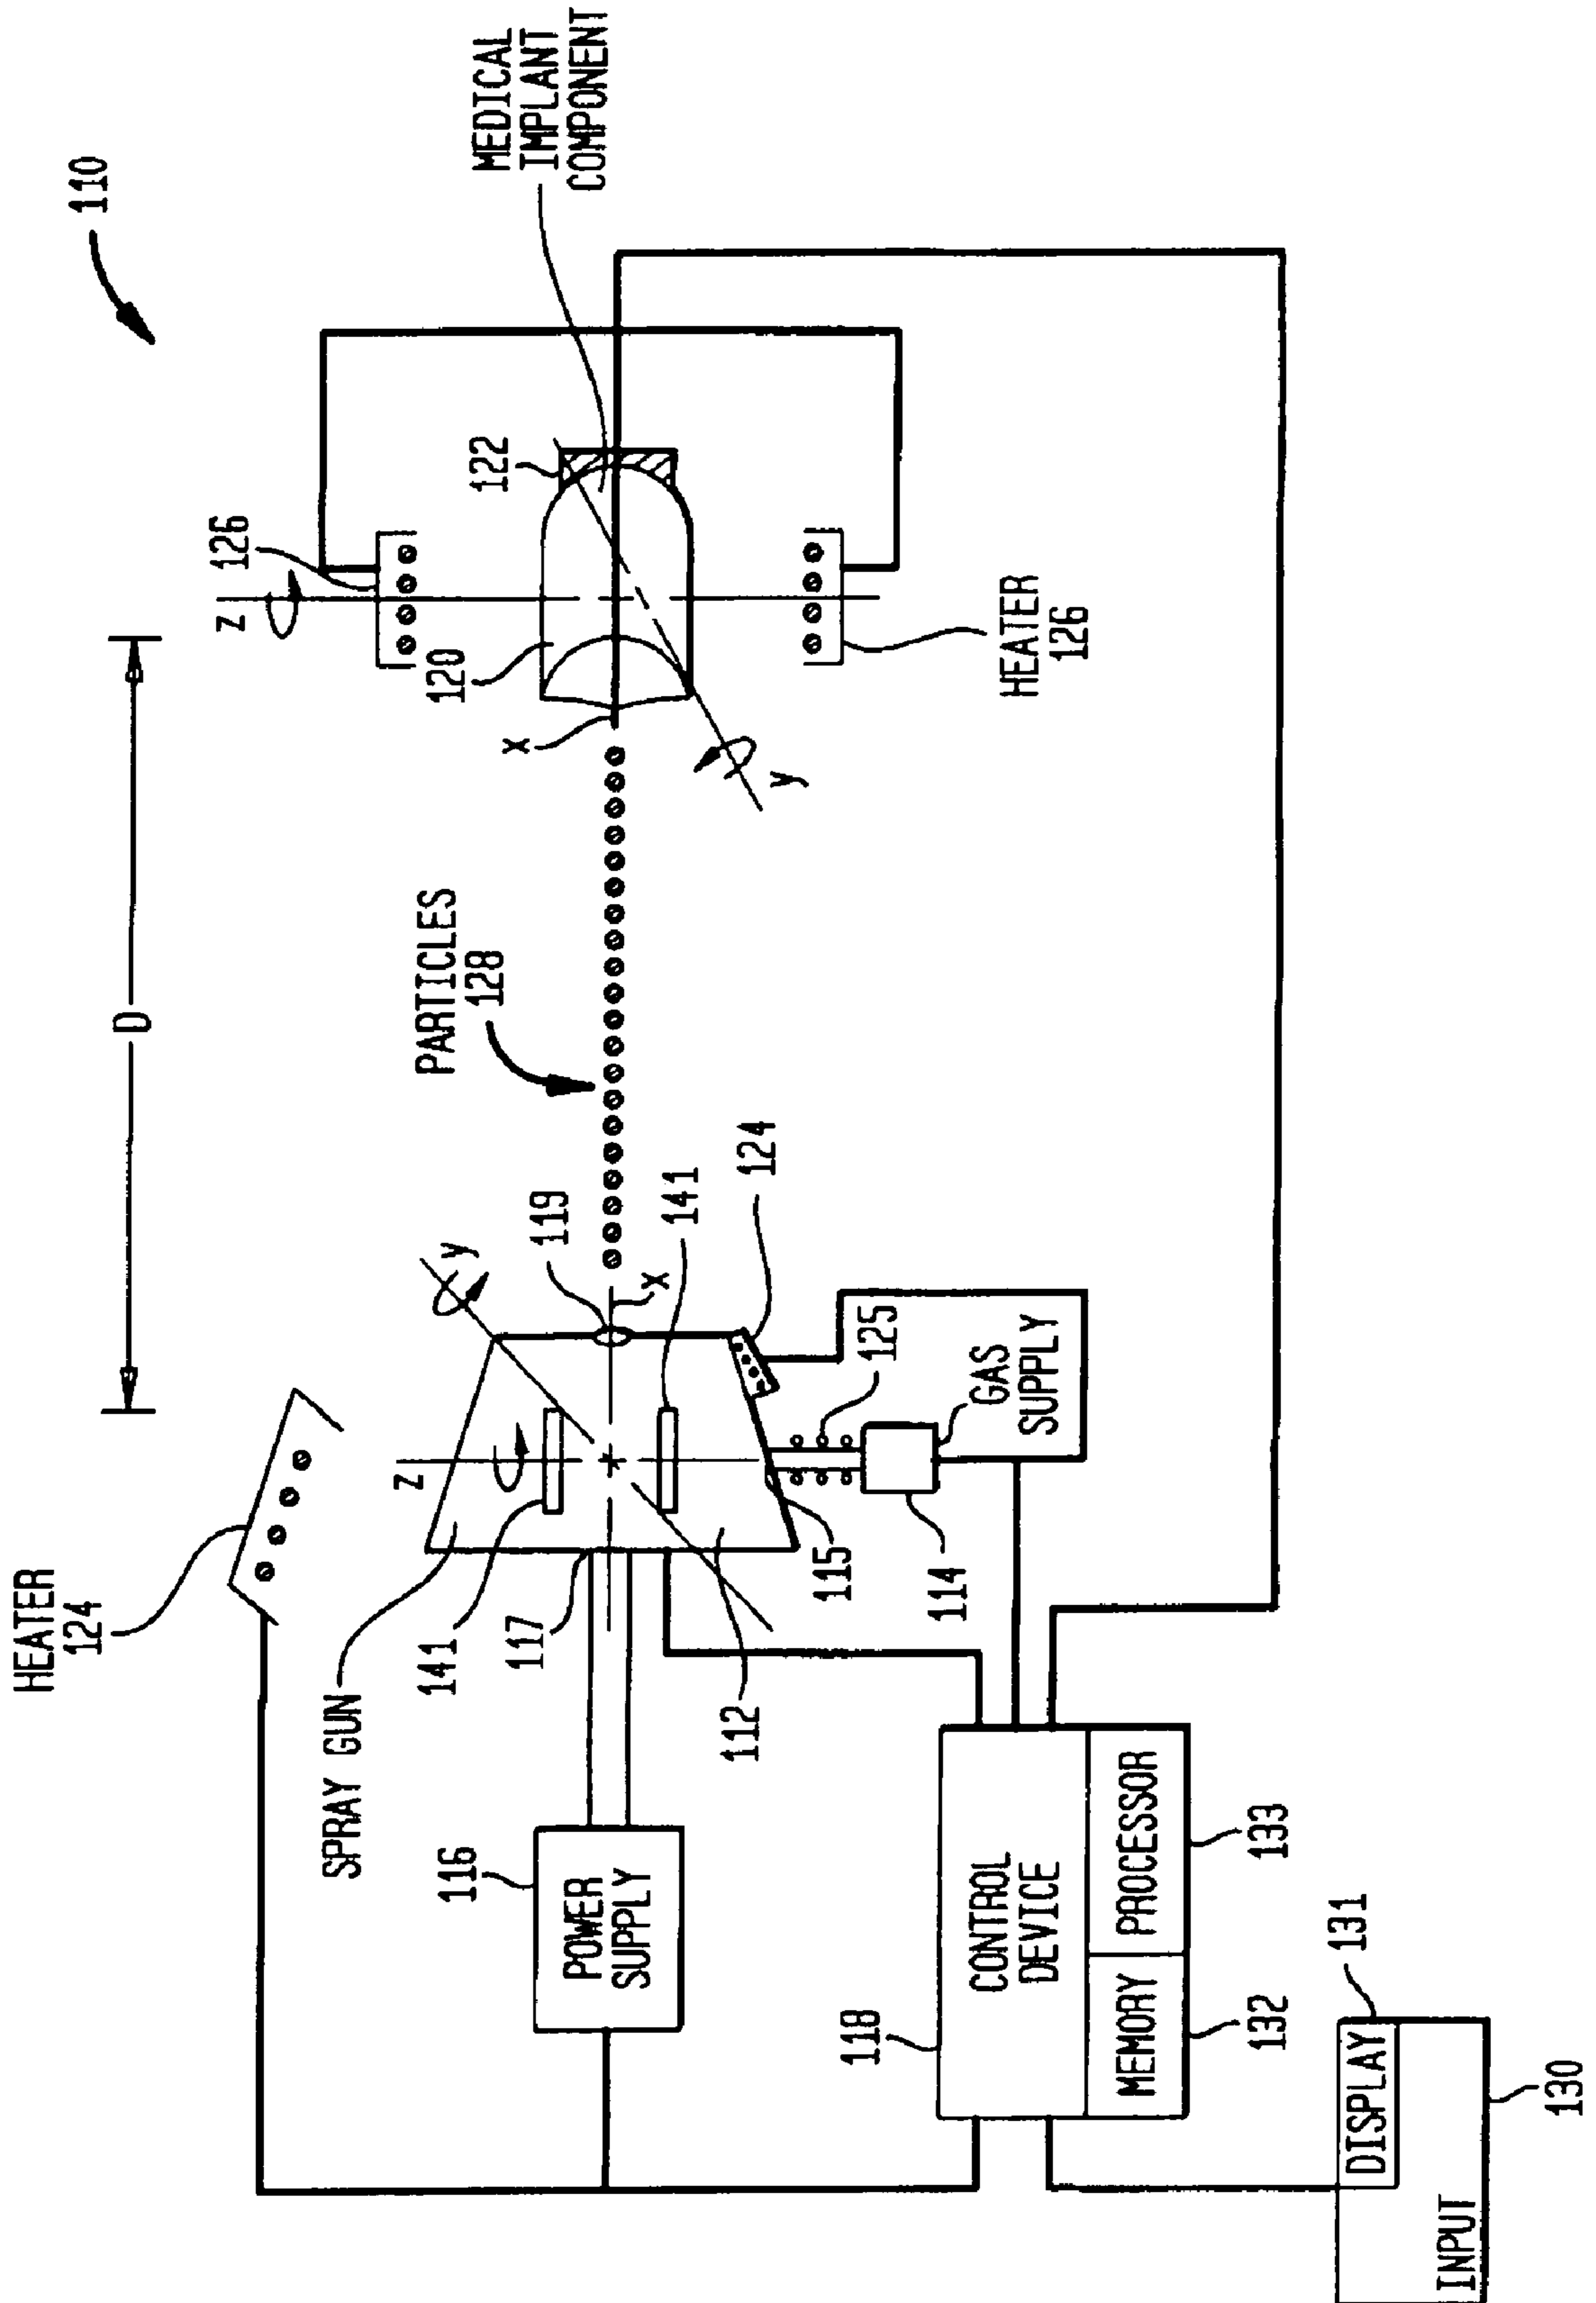 110
D
HEATER
124
SPRAY GUN
z
y
141
119
x
141
117
112
124
125
115
114
GAS
SUPPLY
PARTICLES
128
z
126
120
122
x
y
MEDICAL
IMPLANT
COMPONENT
HEATER
126
116
POWER
SUPPLY
118
CONTROL
DEVICE
MEMORY
PROCESSOR
132
133
DISPLAY
131
INPUT
130